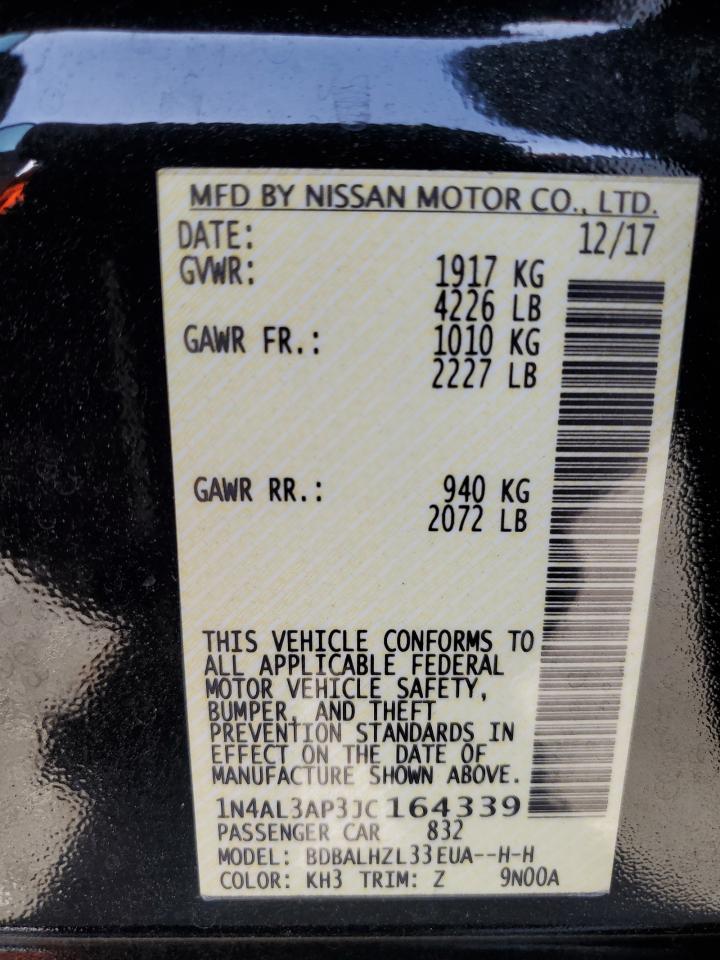 MFD BY NISSAN MOTOR CO., LTD.
DATE: 12/17
GVWR: 1917 KG
4226 LB
GAWR FR.: 1010 KG
2227 LB
GAWR RR.: 940 KG
2072 LB
THIS VEHICLE CONFORMS TO
ALL APPLICABLE FEDERAL
MOTOR VEHICLE SAFETY,
BUMPER, AND THEFT
PREVENTION STANDARDS IN
EFFECT ON THE DATE OF
MANUFACTURE SHOWN ABOVE.
1N4AL3AP3JC164339
PASSENGER CAR 832
MODEL: BDBALHZL33EUA--H-H
COLOR: KH3 TRIM: Z 9N00A